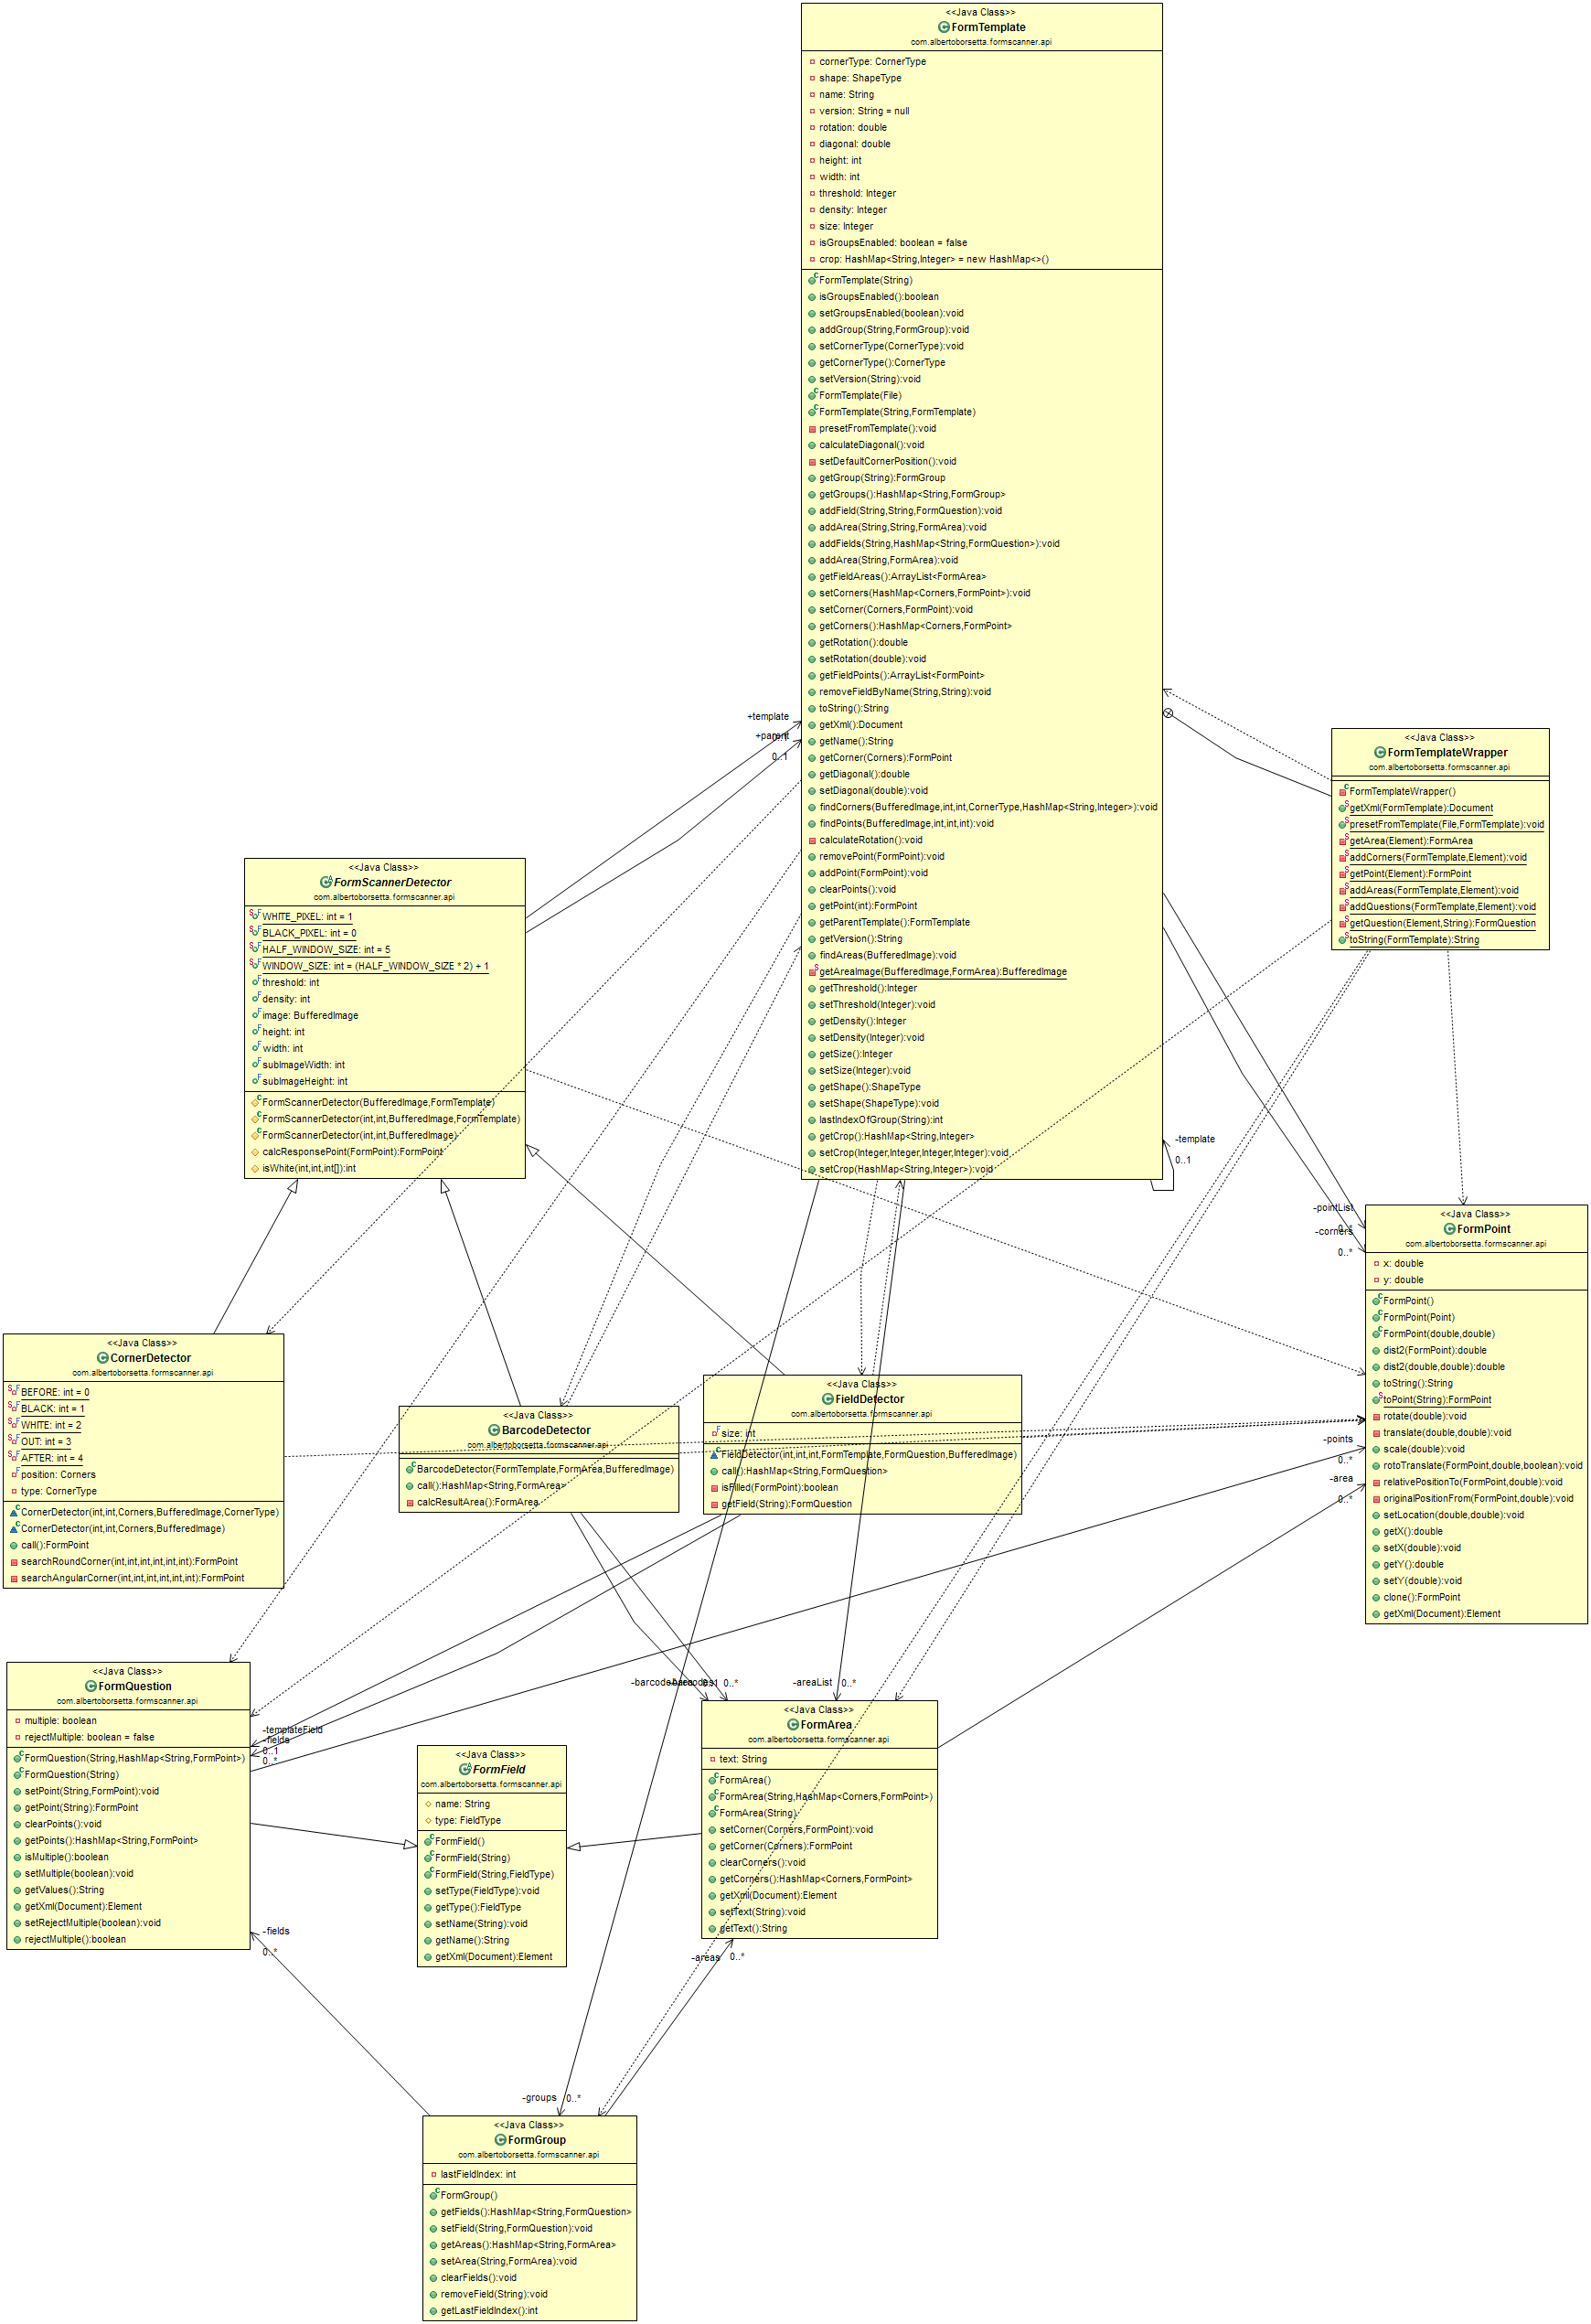 <<Java Class>>
FormTemplate
com.albertoborsetta.formscanner.api
cornerType: CornerType
shape: ShapeType
name: String
version: String = null
rotation: double
diagonal: double
height: int
width: int
threshold: Integer
density: Integer
size: Integer
isGroupsEnabled: boolean = false
crop: HashMap<String,Integer> = new HashMap<>()
FormTemplate(String)
isGroupsEnabled():boolean
setGroupsEnabled(boolean):void
addGroup(String,FormGroup):void
setCornerType(CornerType):void
getCornerType():CornerType
setVersion(String):void
FormTemplate(File)
FormTemplate(String,FormTemplate)
presetFromTemplate():void
calculateDiagonal():void
setDefaultCornerPosition():void
getGroup(String):FormGroup
getGroups():HashMap<String,FormGroup>
addField(String,String,FormQuestion):void
addArea(String,String,FormArea):void
addFields(String,HashMap<String,FormQuestion>):void
addArea(String,FormArea):void
getFieldAreas():ArrayList<FormArea>
setCorners(HashMap<Corners,FormPoint>):void
setCorner(Corners,FormPoint):void
getCorners():HashMap<Corners,FormPoint>
getRotation():double
setRotation(double):void
getFieldPoints():ArrayList<FormPoint>
removeFieldByName(String,String):void
toString():String
getXml():Document
getName():String
getCorner(Corners):FormPoint
getDiagonal():double
setDiagonal(double):void
findCorners(BufferedImage,int,int,CornerType,HashMap<String,Integer>):void
findPoints(BufferedImage,int,int,int):void
calculateRotation():void
removePoint(FormPoint):void
addPoint(FormPoint):void
clearPoints():void
getPoint(int):FormPoint
getParentTemplate():FormTemplate
getVersion():String
findAreas(BufferedImage):void
getAreaImage(BufferedImage,FormArea):BufferedImage
getThreshold():Integer
setThreshold(Integer):void
getDensity():Integer
setDensity(Integer):void
getSize():Integer
setSize(Integer):void
getShape():ShapeType
setShape(ShapeType):void
lastIndexOfGroup(String):int
getCrop():HashMap<String,Integer>
setCrop(Integer,Integer,Integer,Integer):void
setCrop(HashMap<String,Integer>):void
+template
+parent
0..1
-template
0..1
<<Java Class>>
FormTemplateWrapper
com.albertoborsetta.formscanner.api
FormTemplateWrapper()
getXml(FormTemplate):Document
presetFromTemplate(File,FormTemplate):void
getArea(Element):FormArea
addCorners(FormTemplate,Element):void
getPoint(Element):FormPoint
addAreas(FormTemplate,Element):void
addQuestions(FormTemplate,Element):void
getQuestion(Element,String):FormQuestion
toString(FormTemplate):String
<<Java Class>>
FormScannerDetector
com.albertoborsetta.formscanner.api
WHITE_PIXEL: int = 1
BLACK_PIXEL: int = 0
HALF_WINDOW_SIZE: int = 5
WINDOW_SIZE: int = (HALF_WINDOW_SIZE * 2) + 1
threshold: int
density: int
image: BufferedImage
height: int
width: int
subImageWidth: int
subImageHeight: int
FormScannerDetector(BufferedImage,FormTemplate)
FormScannerDetector(int,int,BufferedImage,FormTemplate)
FormScannerDetector(int,int,BufferedImage)
calcResponsePoint(FormPoint):FormPoint
isWhite(int,int,int[]):int
-pointList
0..*
-corners
0..*
<<Java Class>>
FormPoint
com.albertoborsetta.formscanner.api
x: double
y: double
FormPoint()
FormPoint(Point)
FormPoint(double,double)
dist2(FormPoint):double
dist2(double,double):double
toString():String
toPoint(String):FormPoint
rotate(double):void
translate(double,double):void
scale(double):void
rotoTranslate(FormPoint,double,boolean):void
relativePositionTo(FormPoint,double):void
originalPositionFrom(FormPoint,double):void
setLocation(double,double):void
getX():double
setX(double):void
getY():double
setY(double):void
clone():FormPoint
getXml(Document):Element
-points
0..*
-area
0..*
<<Java Class>>
CornerDetector
com.albertoborsetta.formscanner.api
BEFORE: int = 0
BLACK: int = 1
WHITE: int = 2
OUT: int = 3
AFTER: int = 4
position: Corners
type: CornerType
CornerDetector(int,int,Corners,BufferedImage,CornerType)
CornerDetector(int,int,Corners,BufferedImage)
call():FormPoint
searchRoundCorner(int,int,int,int,int,int):FormPoint
searchAngularCorner(int,int,int,int,int,int):FormPoint
<<Java Class>>
BarcodeDetector
com.albertoborsetta.formscanner.api
BarcodeDetector(FormTemplate,FormArea,BufferedImage)
call():HashMap<String,FormArea>
calcResultArea():FormArea
<<Java Class>>
FieldDetector
com.albertoborsetta.formscanner.api
size: int
FieldDetector(int,int,int,FormTemplate,FormQuestion,BufferedImage)
call():HashMap<String,FormQuestion>
isFilled(FormPoint):boolean
getField(String):FormQuestion
<<Java Class>>
FormQuestion
com.albertoborsetta.formscanner.api
multiple: boolean
rejectMultiple: boolean = false
FormQuestion(String,HashMap<String,FormPoint>)
FormQuestion(String)
setPoint(String,FormPoint):void
getPoint(String):FormPoint
clearPoints():void
getPoints():HashMap<String,FormPoint>
isMultiple():boolean
setMultiple(boolean):void
getValues():String
getXml(Document):Element
setRejectMultiple(boolean):void
rejectMultiple():boolean
-templateField
-fields
0..1
0..*
-fields
0..*
<<Java Class>>
FormField
com.albertoborsetta.formscanner.api
name: String
type: FieldType
FormField()
FormField(String)
FormField(String,FieldType)
setType(FieldType):void
getType():FieldType
setName(String):void
getName():String
getXml(Document):Element
0..*
-areaList
0..*
<<Java Class>>
FormArea
com.albertoborsetta.formscanner.api
text: String
FormArea()
FormArea(String,HashMap<Corners,FormPoint>)
FormArea(String)
setCorner(Corners,FormPoint):void
getCorner(Corners):FormPoint
clearCorners():void
getCorners():HashMap<Corners,FormPoint>
getXml(Document):Element
setText(String):void
getText():String
-areas
0..*
-groups
0..*
<<Java Class>>
FormGroup
com.albertoborsetta.formscanner.api
lastFieldIndex: int
FormGroup()
getFields():HashMap<String,FormQuestion>
setField(String,FormQuestion):void
getAreas():HashMap<String,FormArea>
setArea(String,FormArea):void
clearFields():void
removeField(String):void
getLastFieldIndex():int